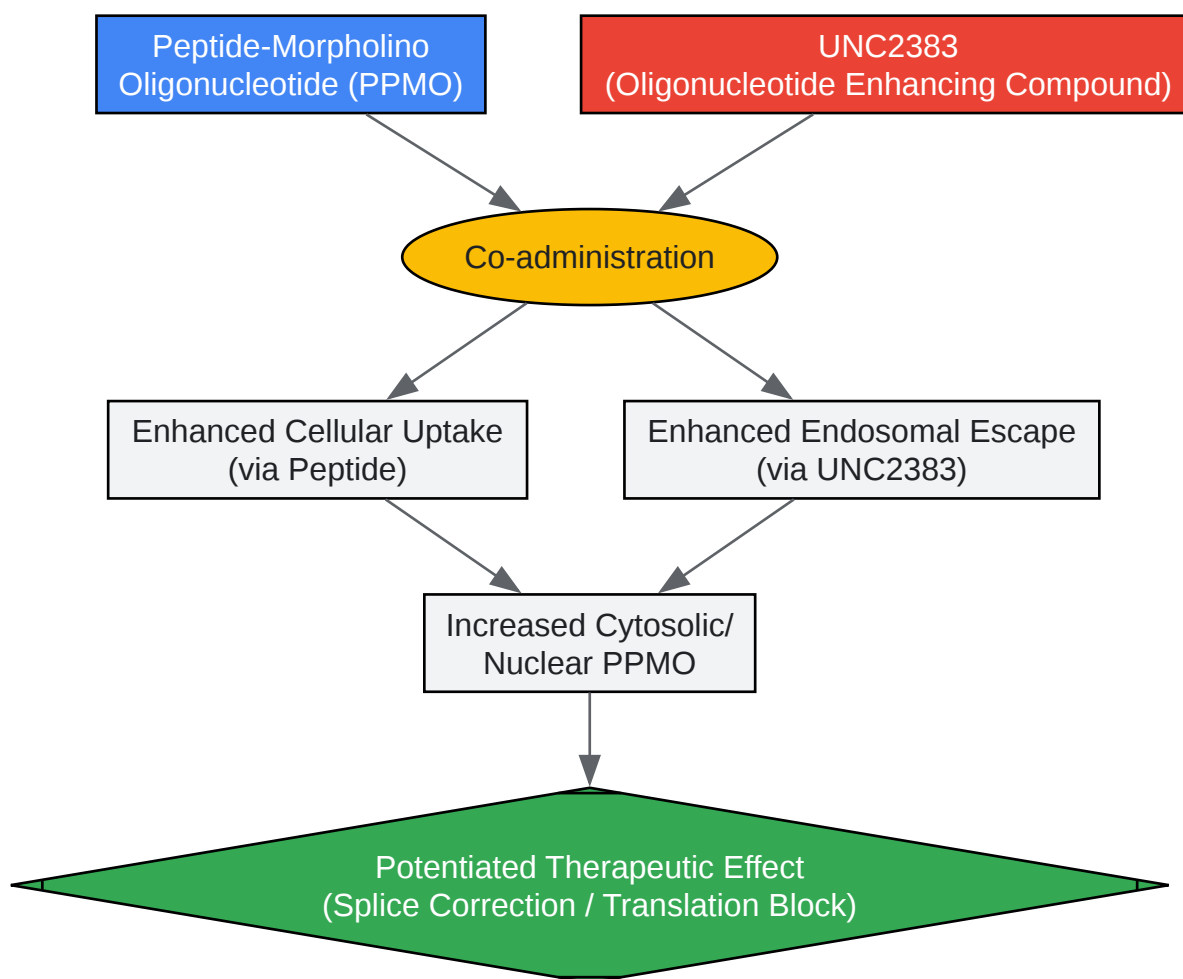 Peptide-Morpholino
Oligonucleotide (PPMO)
UNC2383
(Oligonucleotide Enhancing Compound)
Co-administration
Enhanced Cellular Uptake
(via Peptide)
Enhanced Endosomal Escape
(via UNC2383)
Increased Cytosolic/
Nuclear PPMO
Potentiated Therapeutic Effect
(Splice Correction / Translation Block)